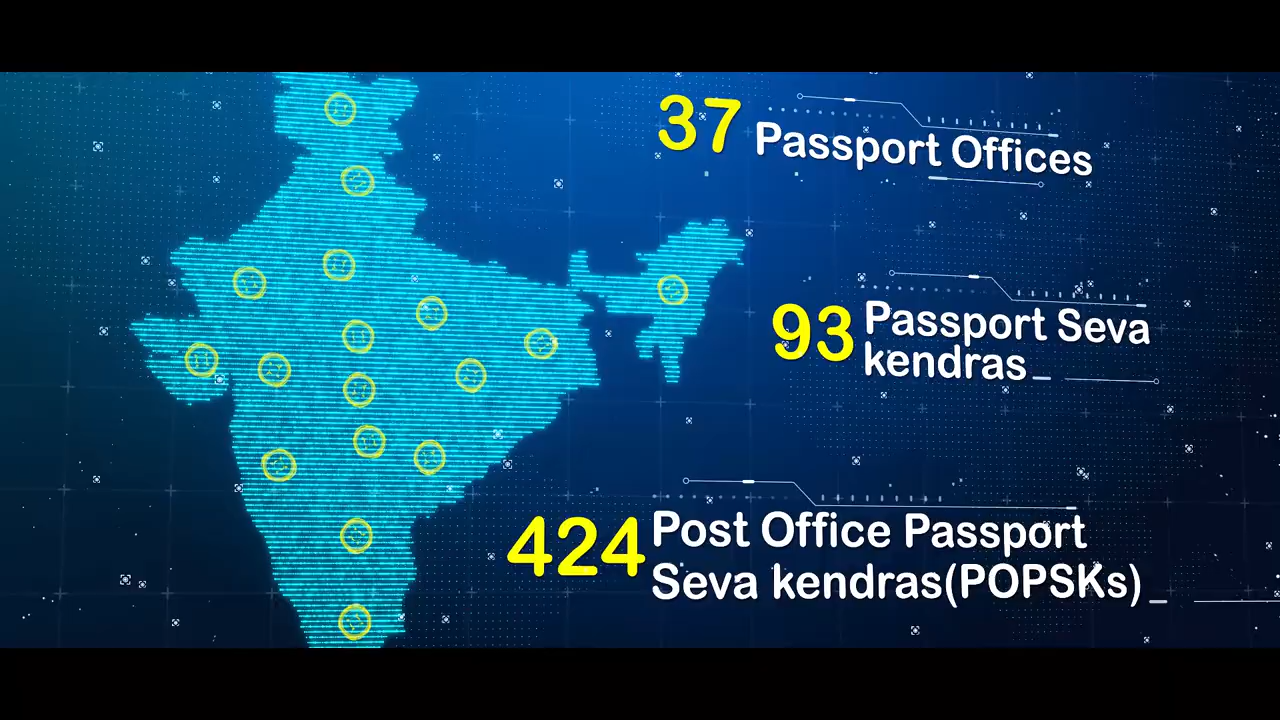 37 Passport Offices
93 Passport Seva
kendras
424 Post Office Passport
Seva kendras(POPSKs)